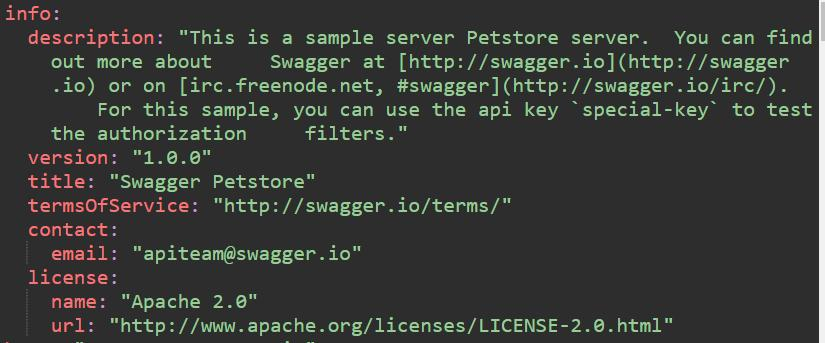 info:
description: "This is a sample server Petstore server.  You can find
out more about     Swagger at [http://swagger.io](http://swagger
.io) or on [irc.freenode.net, #swagger](http://swagger.io/irc/).
For this sample, you can use the api key `special-key` to test
the authorization     filters."
version: "1.0.0"
title: "Swagger Petstore"
termsOfService: "http://swagger.io/terms/"
contact:
email: "apiteam@swagger.io"
license:
name: "Apache 2.0"
url: "http://www.apache.org/licenses/LICENSE-2.0.html"